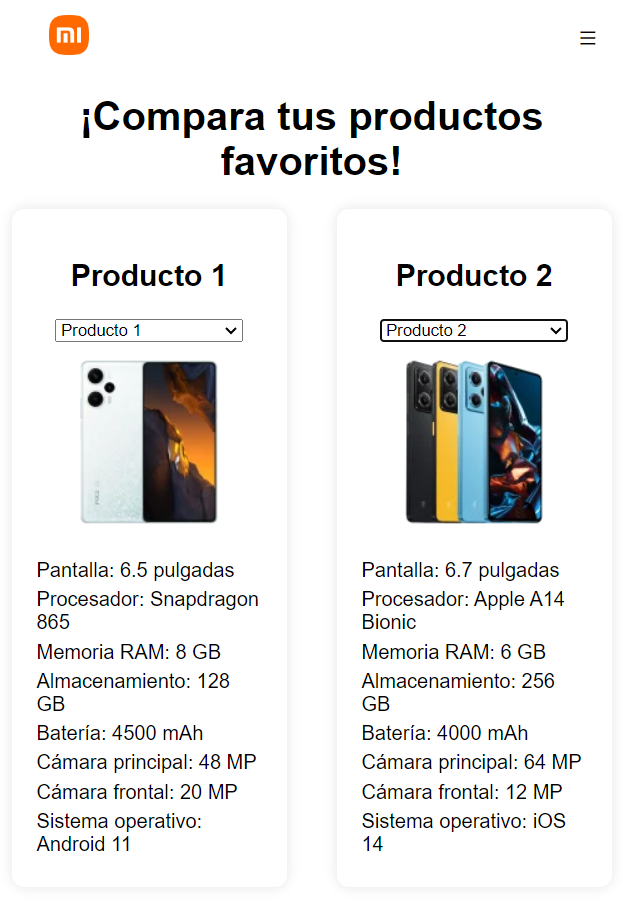 mi
¡Compara tus productos
favoritos!
Producto 1
Producto 1
Pantalla: 6.5 pulgadas
Procesador: Snapdragon
865
Memoria RAM: 8 GB
Almacenamiento: 128
GB
Batería: 4500 mAh
Cámara principal: 48 MP
Cámara frontal: 20 MP
Sistema operativo:
Android 11
Producto 2
Producto 2
Pantalla: 6.7 pulgadas
Procesador: Apple A14
Bionic
Memoria RAM: 6 GB
Almacenamiento: 256
GB
Batería: 4000 mAh
Cámara principal: 64 MP
Cámara frontal: 12 MP
Sistema operativo: iOS
14